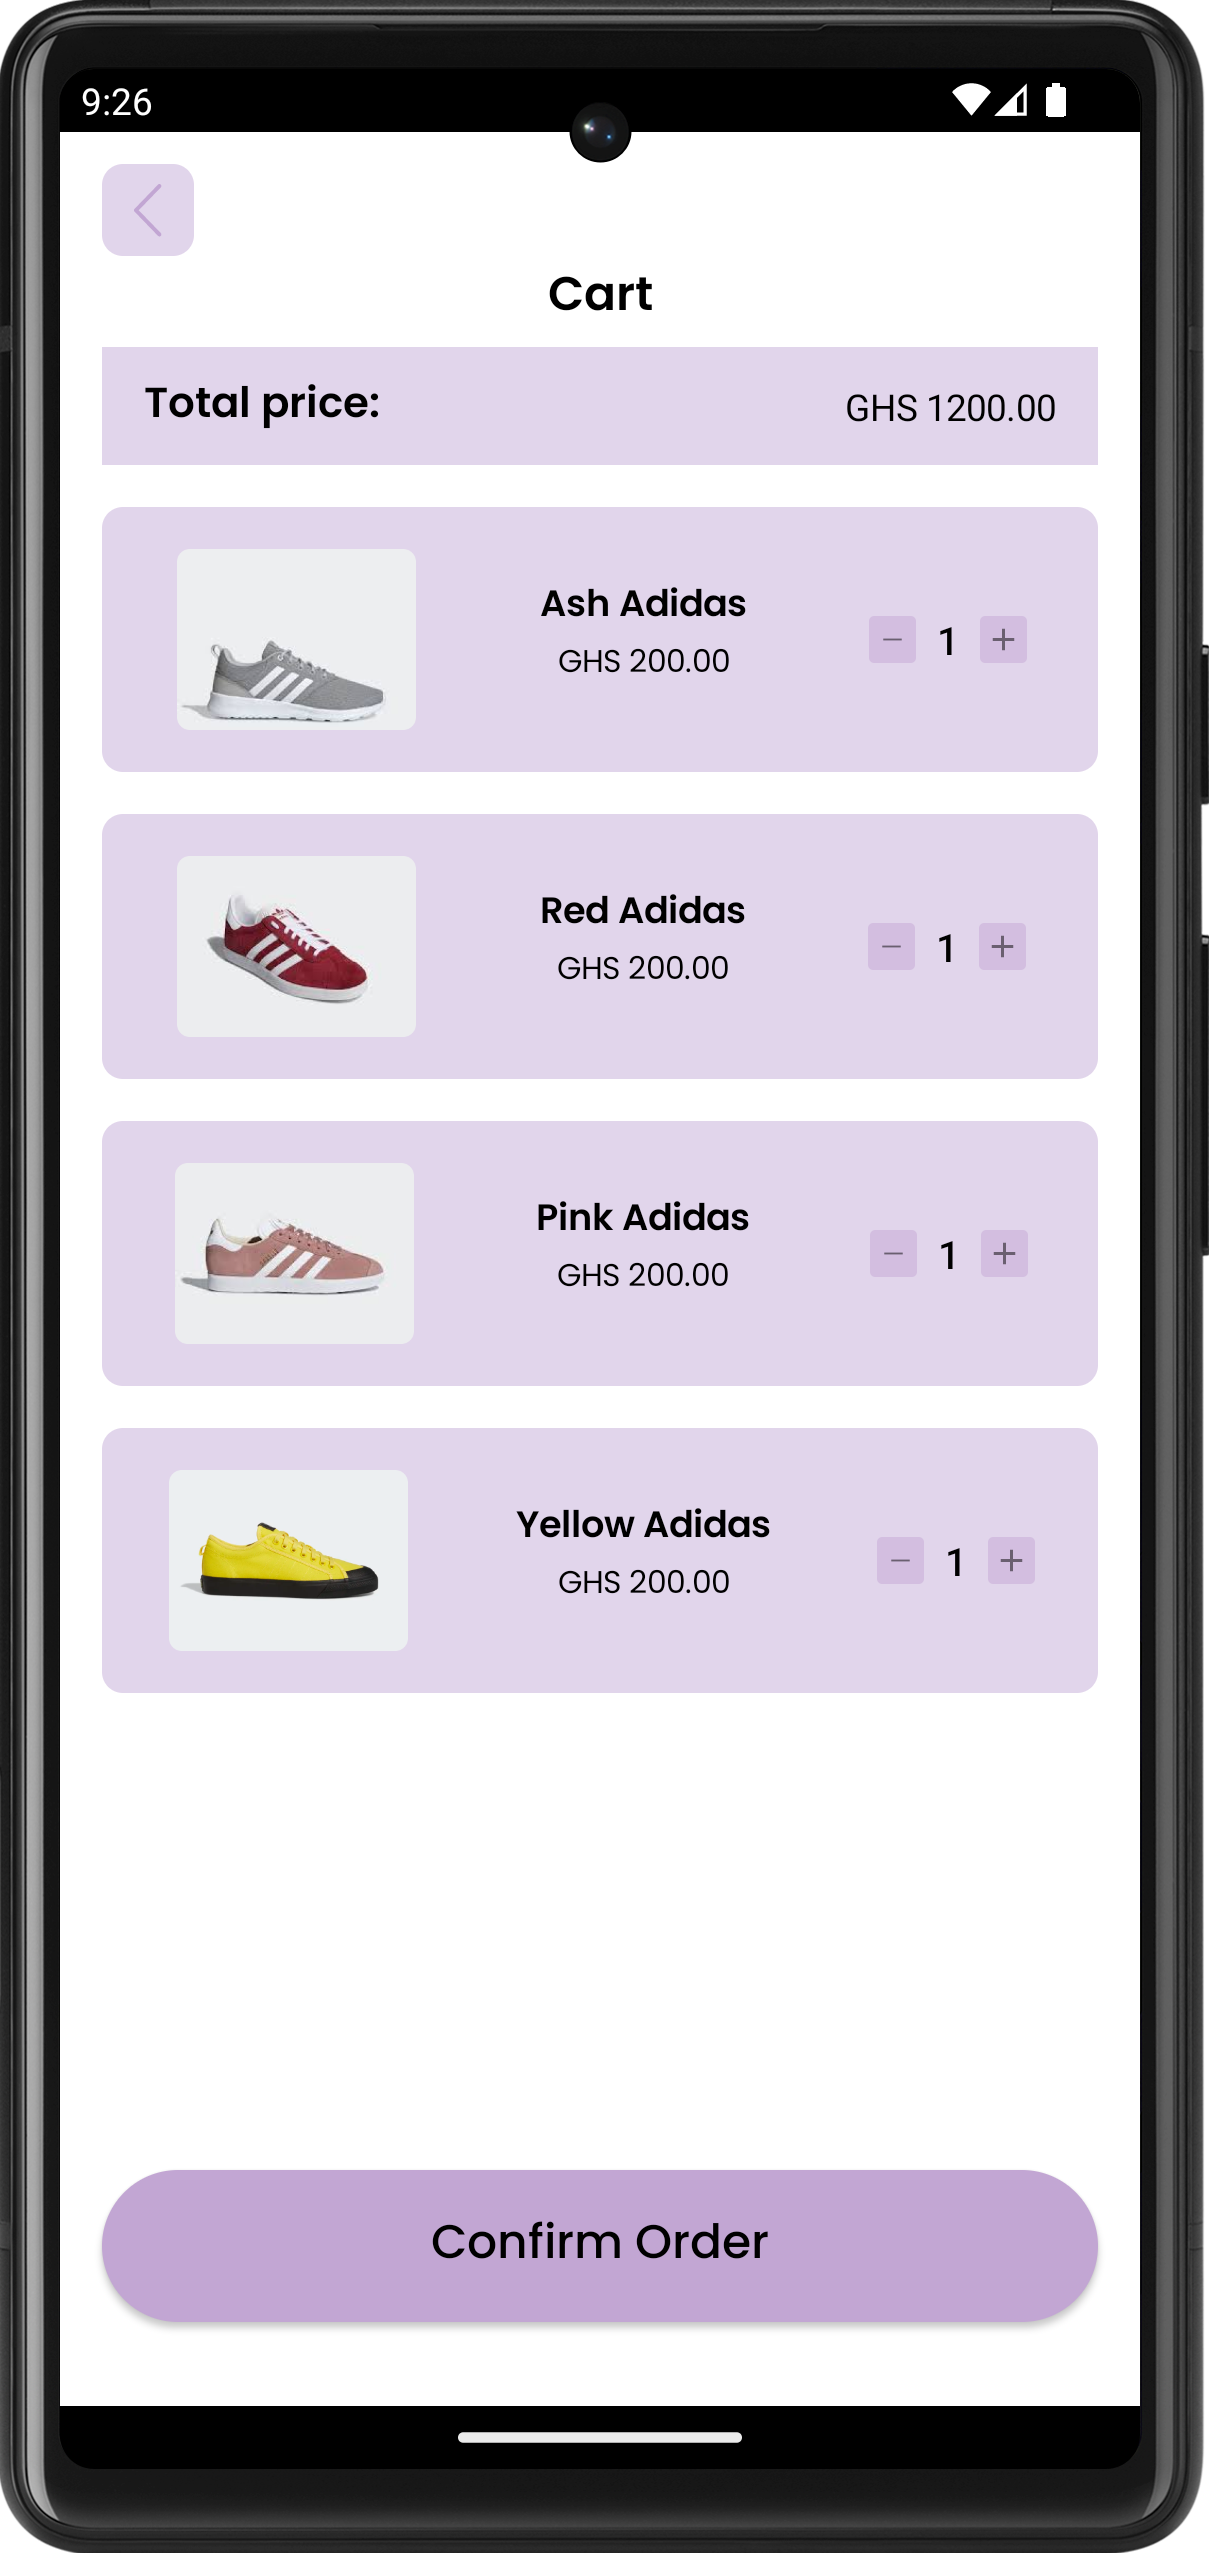 9:26
Cart
Total price:
GHS 1200.00
Ash Adidas
GHS 200.00
− 1 +
Red Adidas
GHS 200.00
− 1 +
Pink Adidas
GHS 200.00
− 1 +
Yellow Adidas
GHS 200.00
− 1 +
Confirm Order